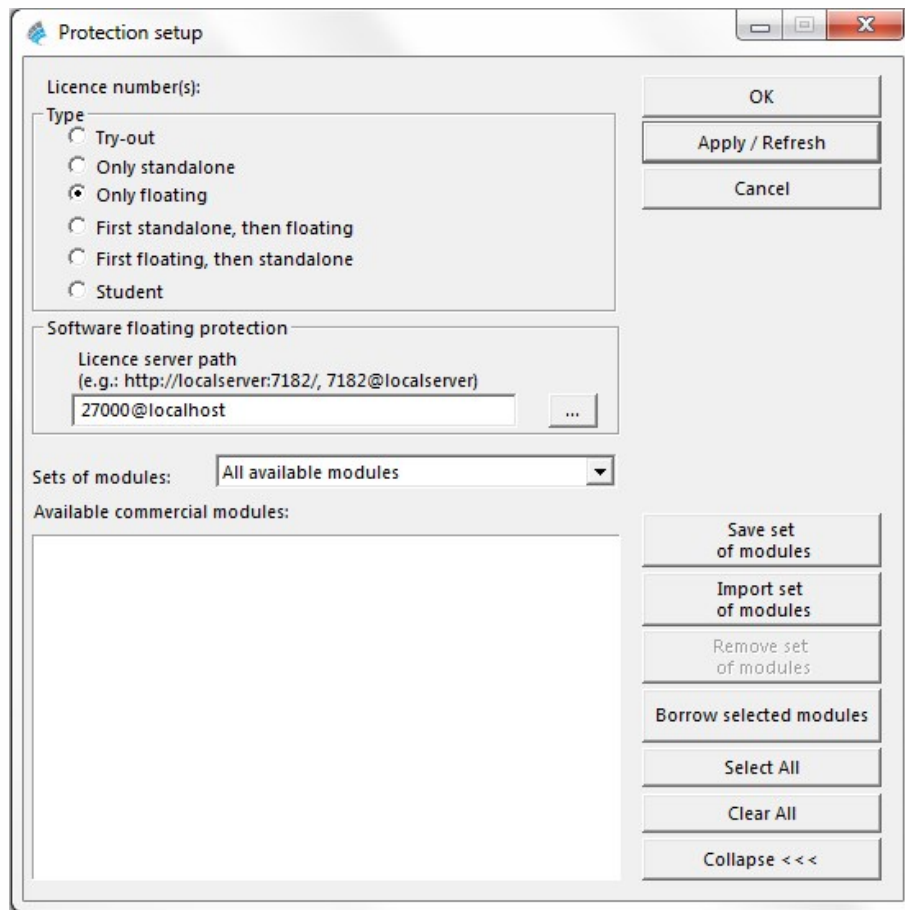 Protection setup
Licence number(s):
Type
Try-out
Only standalone
Only floating
First standalone, then floating
First floating, then standalone
Student
OK
Apply / Refresh
Cancel
Software floating protection
Licence server path
(e.g.: http://localserver:7182/, 7182@localserver)
27000@localhost
...
Sets of modules:
All available modules
Available commercial modules:
Save set
of modules
Import set
of modules
Remove set
of modules
Borrow selected modules
Select All
Clear All
Collapse <<<